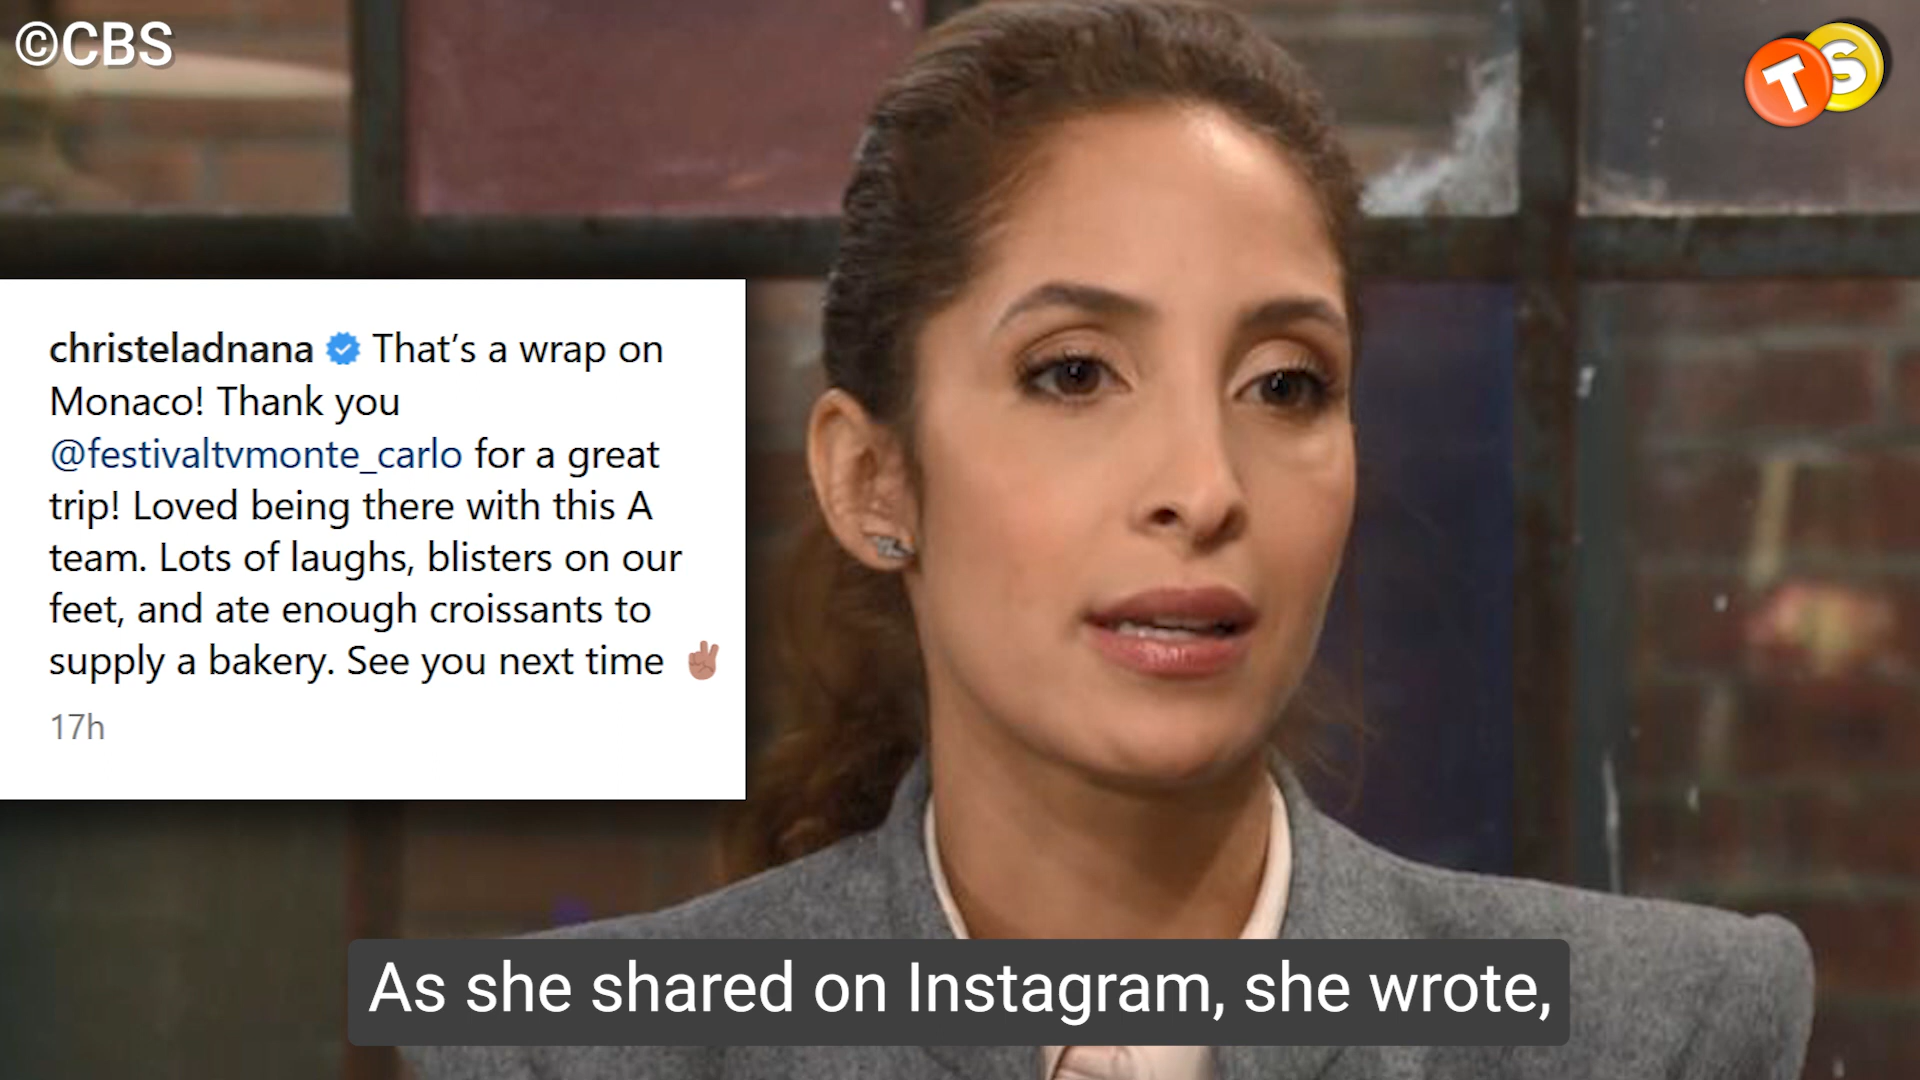 ©CBS
TS
christeladnana That’s a wrap on
Monaco! Thank you
@festivaltvmonte_carlo for a great
trip! Loved being there with this A
team. Lots of laughs, blisters on our
feet, and ate enough croissants to
supply a bakery. See you next time ✌🏽
17h
As she shared on Instagram, she wrote,